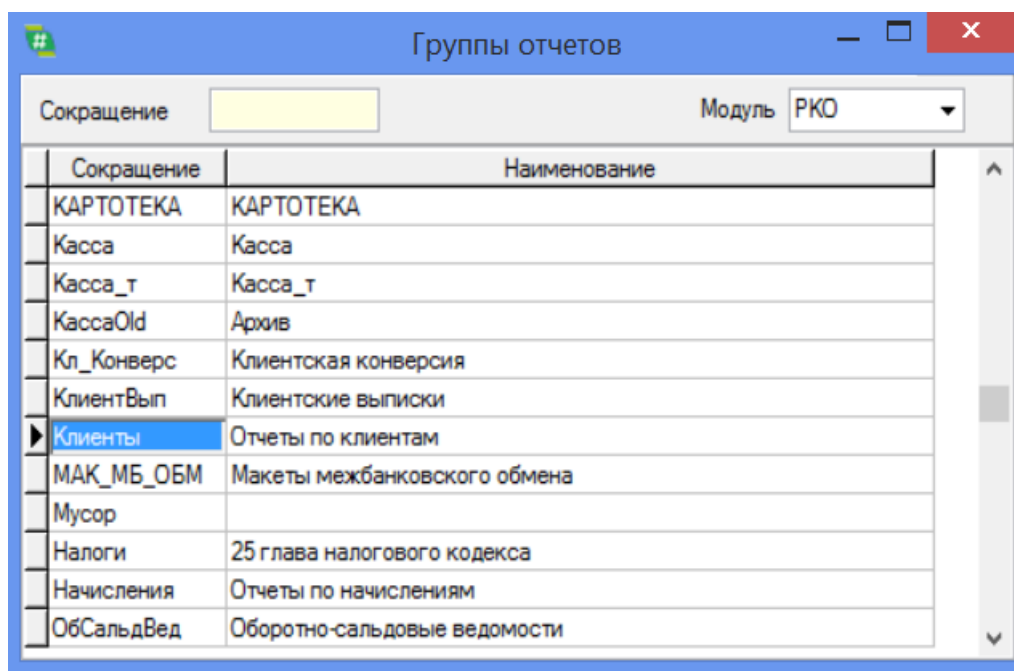 Группы отчетов
Сокращение Модуль РКО
Сокращение Наименование
КАРТОТЕКА КАРТОТЕКА
Касса Касса
Касса_т Касса_т
КассаOld Архив
Кл_Конверс Клиентская конверсия
КлиентВып Клиентские выписки
Клиенты Отчеты по клиентам
МАК_МБ_ОБМ Макеты межбанковского обмена
Мусор
Налоги 25 глава налогового кодекса
Начисления Отчеты по начислениям
ОбСальдВед Оборотно-сальдовые ведомости